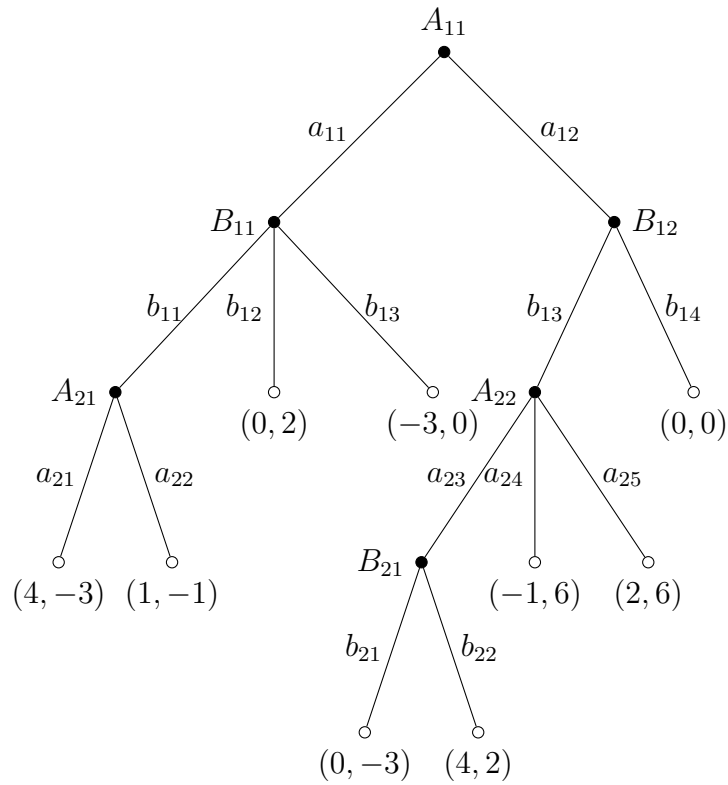 A₁₁
a₁₁ a₁₂
B₁₁ B₁₂
b₁₁ b₁₂ b₁₃ b₁₃ b₁₄
A₂₁ (0, 2) (−3, 0) A₂₂ (0, 0)
a₂₁ a₂₂ a₂₃ a₂₄ a₂₅
(4, −3) (1, −1) B₂₁ (−1, 6) (2, 6)
b₂₁ b₂₂
(0, −3) (4, 2)